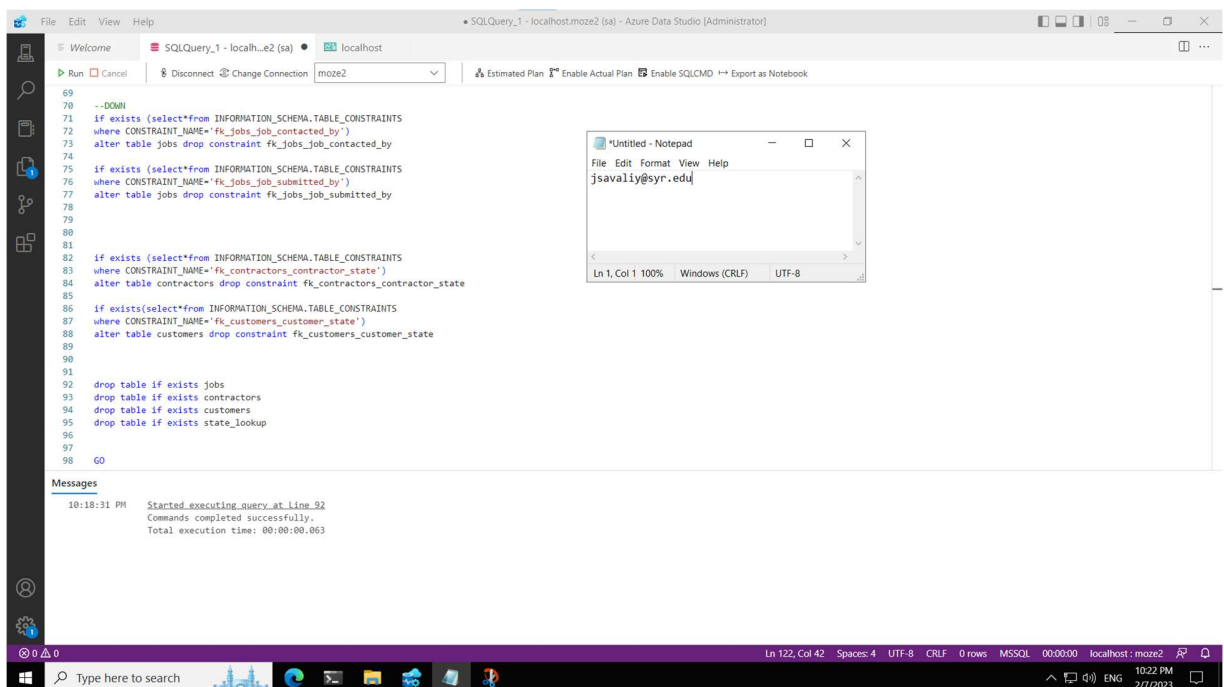 File Edit View Help
● SQLQuery_1 - localhost.moze2 (sa) - Azure Data Studio [Administrator]
Welcome
SQLQuery_1 - localh...e2 (sa) ●
localhost
Run Cancel Disconnect Change Connection moze2 Estimated Plan Enable Actual Plan Enable SQLCMD Export as Notebook
69
70 --DOWN
71 if exists (select*from INFORMATION_SCHEMA.TABLE_CONSTRAINTS
72 where CONSTRAINT_NAME='fk_jobs_job_contacted_by')
73 alter table jobs drop constraint fk_jobs_job_contacted_by
74
75 if exists (select*from INFORMATION_SCHEMA.TABLE_CONSTRAINTS
76 where CONSTRAINT_NAME='fk_jobs_job_submitted_by')
77 alter table jobs drop constraint fk_jobs_job_submitted_by
78
79
80
81
82 if exists (select*from INFORMATION_SCHEMA.TABLE_CONSTRAINTS
83 where CONSTRAINT_NAME='fk_contractors_contractor_state')
84 alter table contractors drop constraint fk_contractors_contractor_state
85
86 if exists(select*from INFORMATION_SCHEMA.TABLE_CONSTRAINTS
87 where CONSTRAINT_NAME='fk_customers_customer_state')
88 alter table customers drop constraint fk_customers_customer_state
89
90
91
92 drop table if exists jobs
93 drop table if exists contractors
94 drop table if exists customers
95 drop table if exists state_lookup
96
97
98 GO
*Untitled - Notepad
File Edit Format View Help
jsavaliy@syr.edu
Ln 1, Col 1 100% Windows (CRLF) UTF-8
Messages
10:18:31 PM Started executing query at Line 92
Commands completed successfully.
Total execution time: 00:00:00.063
1
1
0 0
Ln 122, Col 42 Spaces: 4 UTF-8 CRLF 0 rows MSSQL 00:00:00 localhost : moze2
Type here to search
ENG
10:22 PM
2/7/2023